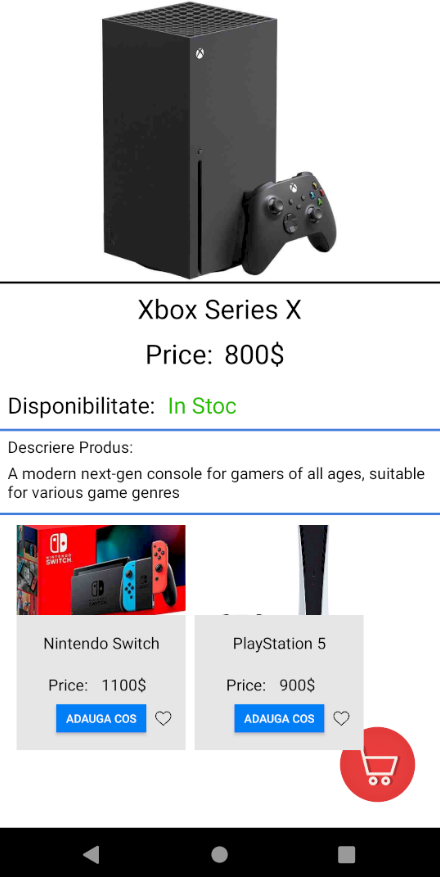 Xbox Series X
Price: 800$
Disponibilitate: In Stoc
Descriere Produs:
A modern next-gen console for gamers of all ages, suitable
for various game genres
NINTENDO
SWITCH
Nintendo Switch
Price: 1100$
ADAUGA COS
PlayStation 5
Price: 900$
ADAUGA COS